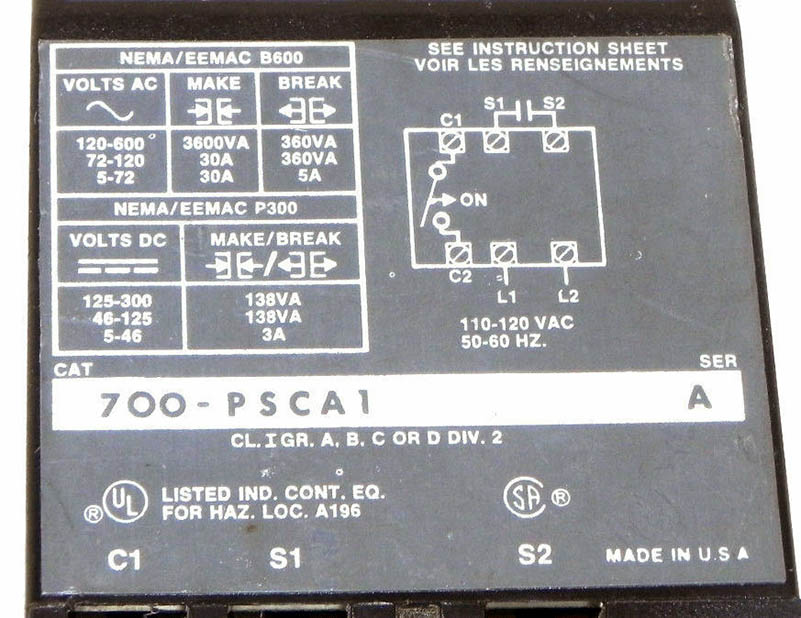 NEMA/EEMAC B600
VOLTS AC MAKE BREAK
120-600 3600VA 360VA
72-120 30A 360VA
5-72 30A 5A
NEMA/EEMAC P300
VOLTS DC MAKE/BREAK
125-300 138VA
46-125 138VA
5-46 3A
SEE INSTRUCTION SHEET
VOIR LES RENSEIGNEMENTS
S1 S2
C1
ON
C2
L1 L2
110-120 VAC
50-60 HZ.
CAT SER
700-PSCA1 A
CL. I GR. A, B, C OR D DIV. 2
® UL LISTED IND. CONT. EQ.
FOR HAZ. LOC. A196
SA ®
C1 S1 S2 MADE IN U.S A